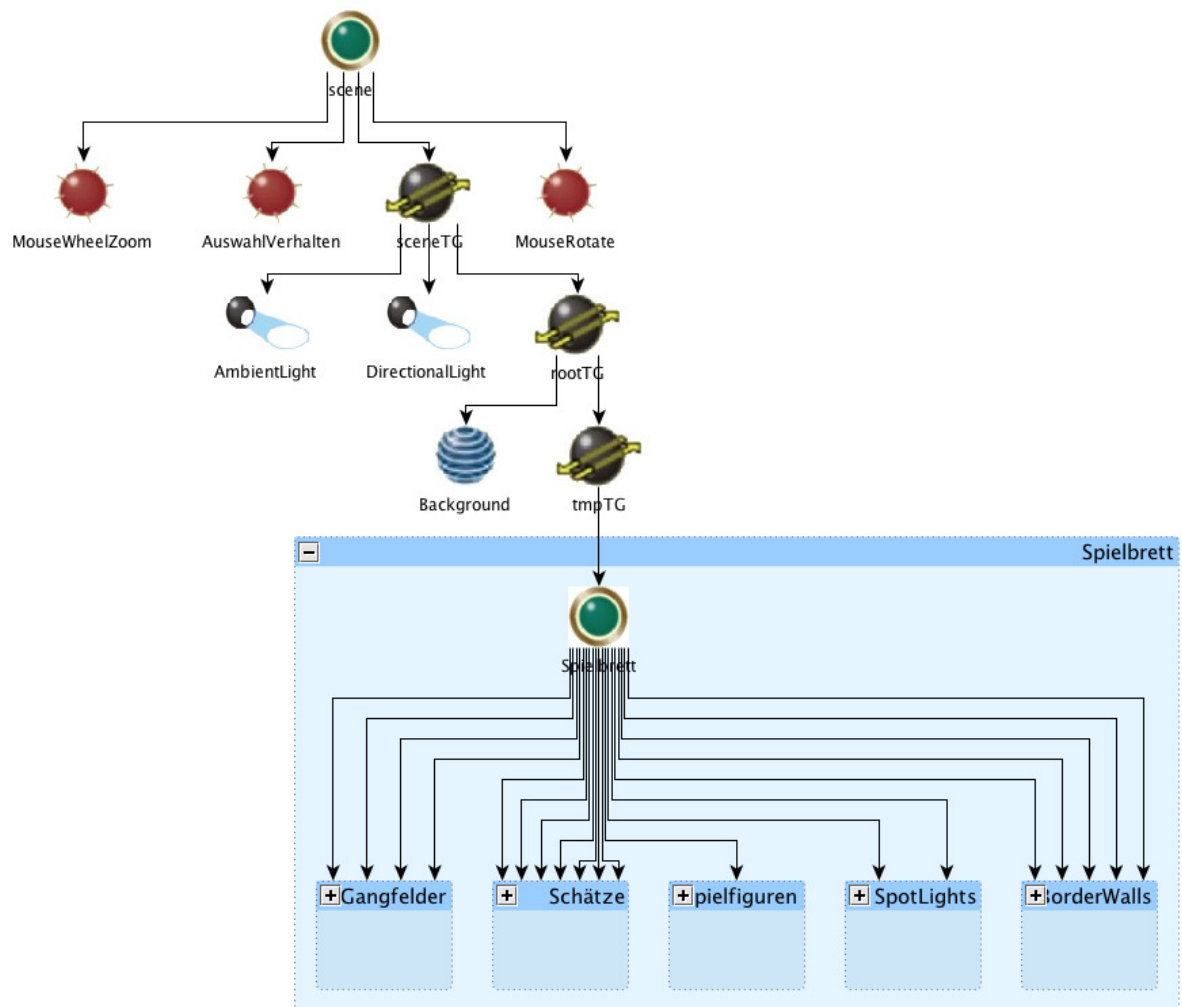 scene
MouseWheelZoom
AuswahlVerhalten
sceneTG
MouseRotate
AmbientLight
DirectionalLight
rootTG
Background
tmpTG
Spielbrett
Spielbrett
Gangfelder
Schätze
pielfiguren
SpotLights
orderWalls